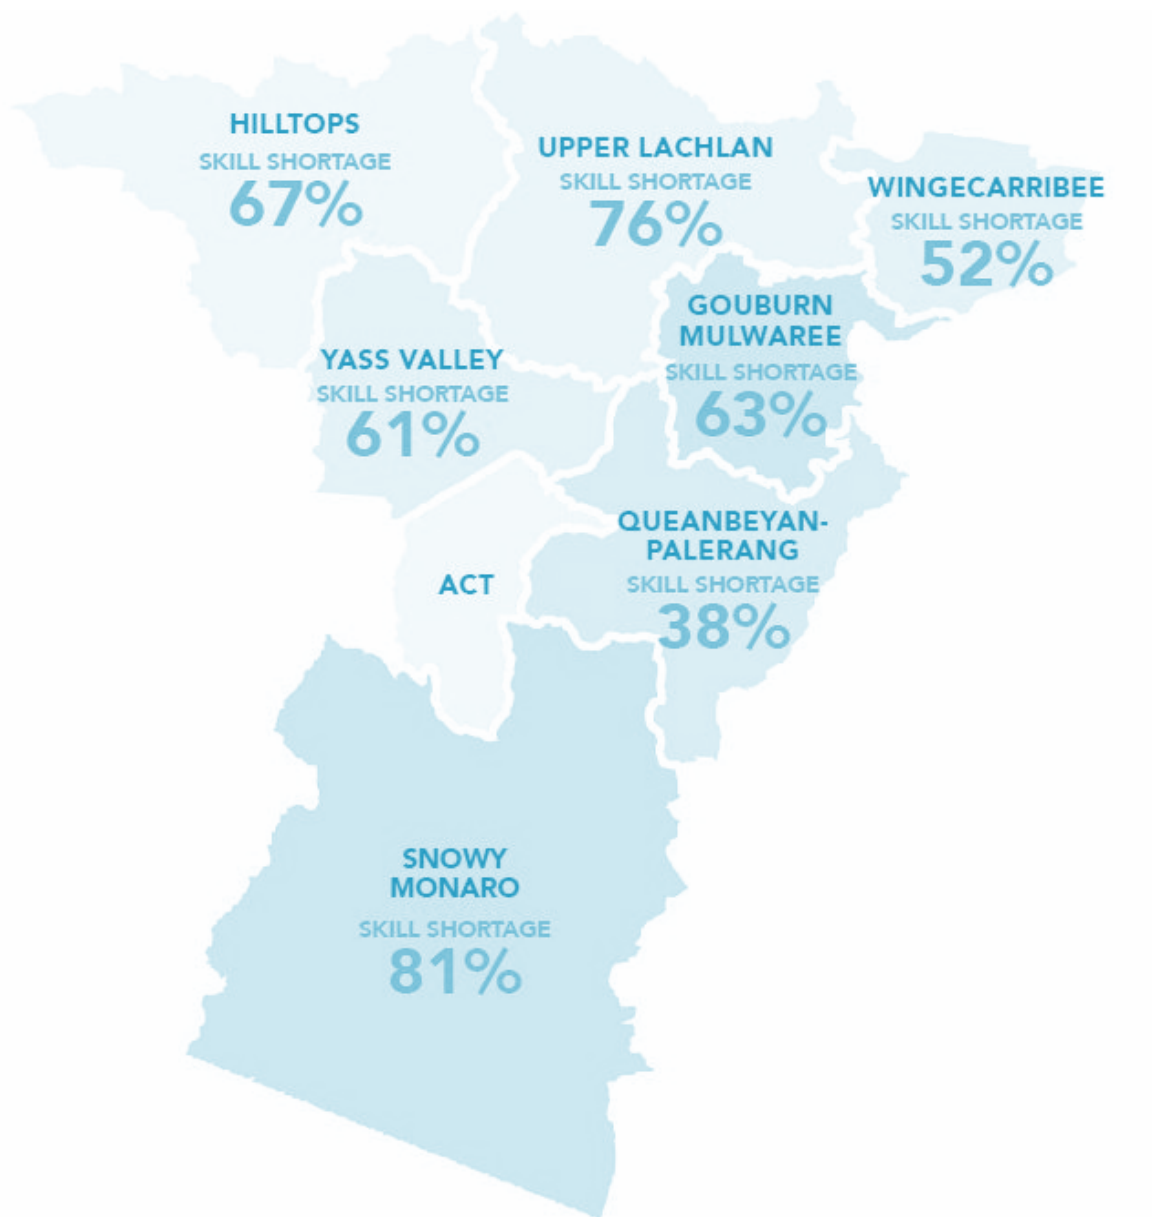 HILLTOPS
SKILL SHORTAGE
67%
UPPER LACHLAN
SKILL SHORTAGE
76%
WINGECARRIBEE
SKILL SHORTAGE
52%
GOUBURN
MULWAREE
SKILL SHORTAGE
63%
YASS VALLEY
SKILL SHORTAGE
61%
QUEANBEYAN-
PALERANG
SKILL SHORTAGE
38%
ACT
SNOWY
MONARO
SKILL SHORTAGE
81%